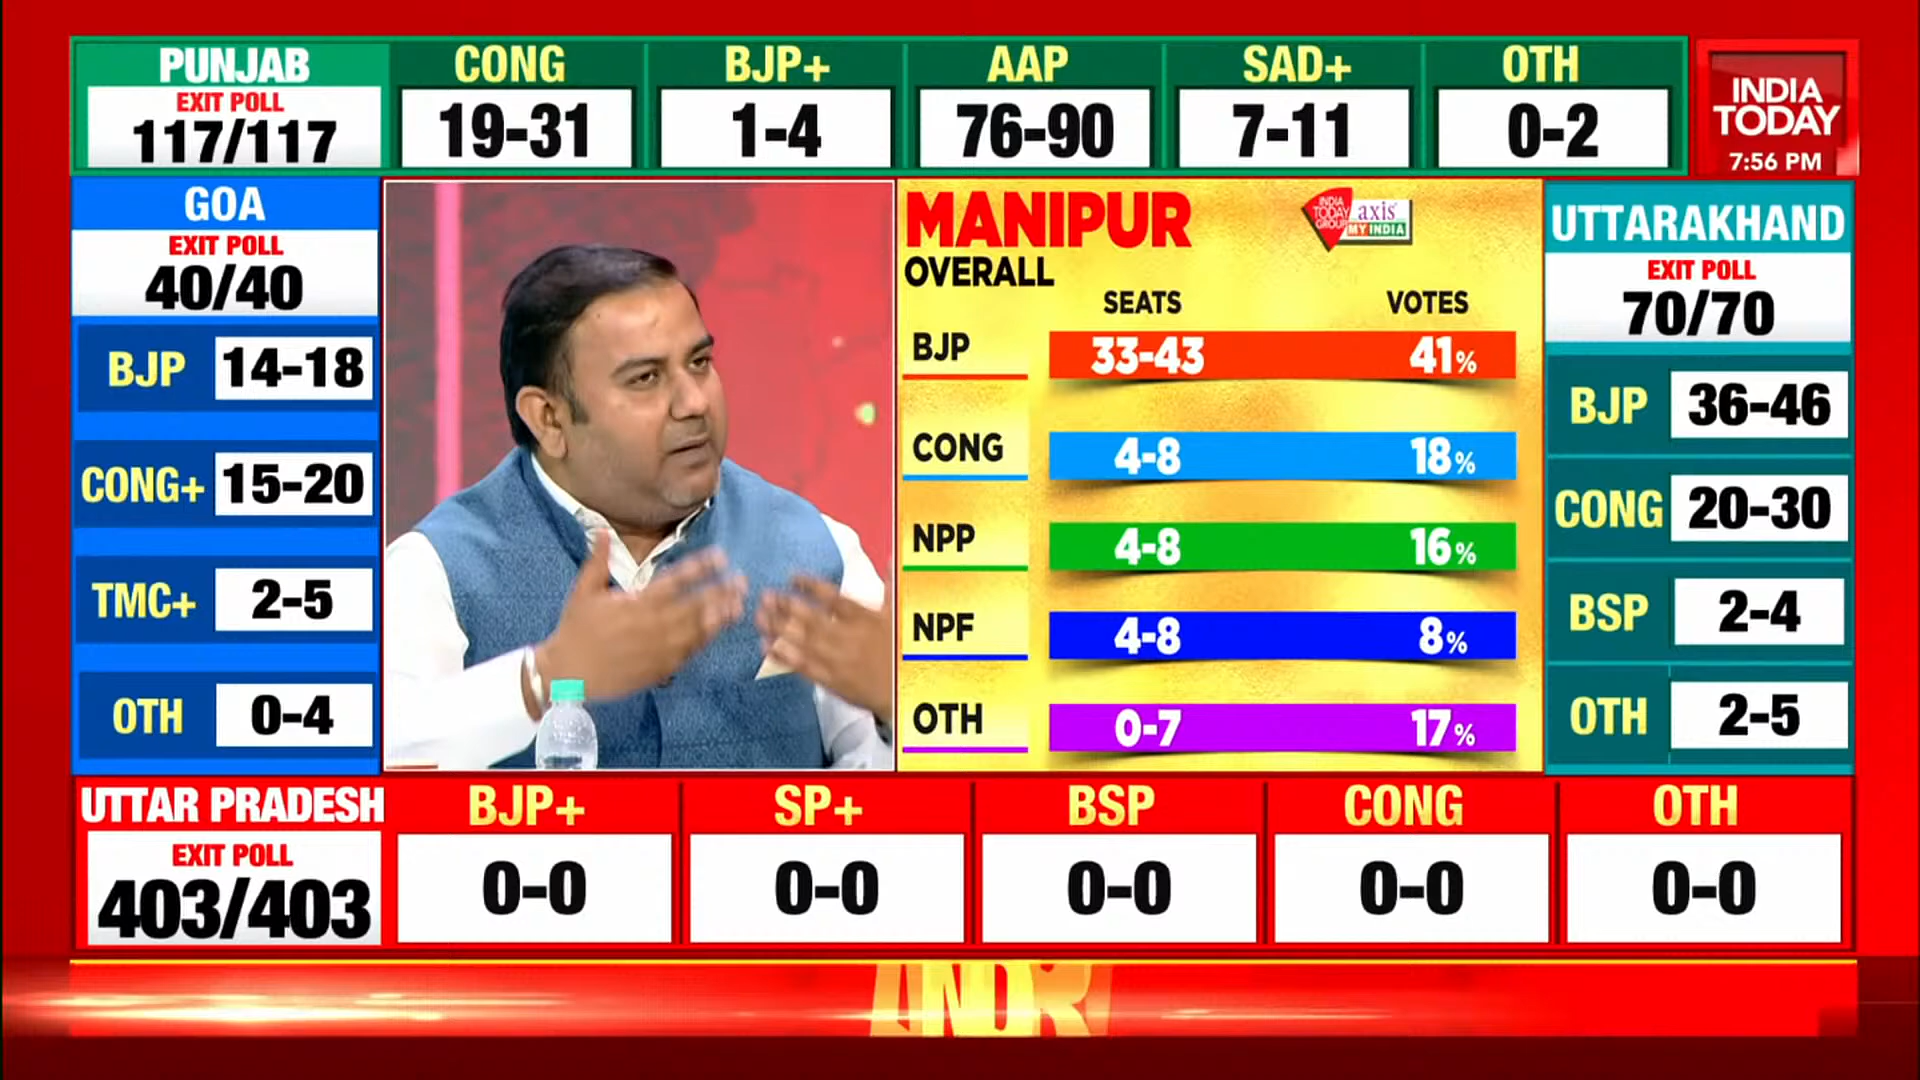 PUNJAB
EXIT POLL
117/117
CONG
19-31
BJP+
1-4
AAP
76-90
SAD+
7-11
OTH
0-2
INDIA
TODAY
7:56 PM
GOA
EXIT POLL
40/40
BJP 14-18
CONG+ 15-20
TMC+ 2-5
OTH 0-4
MANIPUR
OVERALL
INDIA
TODAY
GROUP
axis
MY INDIA
SEATS VOTES
BJP 33-43 41%
CONG 4-8 18%
NPP 4-8 16%
NPF 4-8 8%
OTH 0-7 17%
UTTARAKHAND
EXIT POLL
70/70
BJP 36-46
CONG 20-30
BSP 2-4
OTH 2-5
UTTAR PRADESH
EXIT POLL
403/403
BJP+
0-0
SP+
0-0
BSP
0-0
CONG
0-0
OTH
0-0